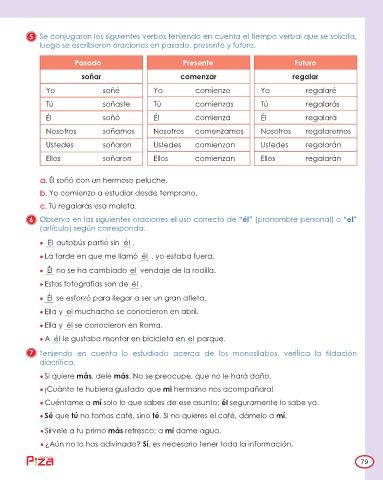 5 Se conjugaron los siguientes verbos teniendo en cuenta el tiempo verbal que se solicita,
luego se escribieron oraciones en pasado, presente y futuro.
Pasado Presente Futuro
soñar comenzar regalar
Yo soñé Yo comienzo Yo regalaré
Tú soñaste Tú comienzas Tú regalarás
Él soñó Él comienza Él regalará
Nosotros soñamos Nosotros comenzamos Nosotros regalaremos
Ustedes soñaron Ustedes comienzan Ustedes regalarán
Ellos soñaron Ellos comienzan Ellos regalarán
a. Él soñó con un hermoso peluche.
b. Yo comienzo a estudiar desde temprano.
c. Tú regalarás esa maleta.
6 Observa en las siguientes oraciones el uso correcto de "él" (pronombre personal) o "el"
(artículo) según corresponda.
• El autobús partió sin él .
• La tarde en que me llamó él , yo estaba fuera.
• Él no se ha cambiado el vendaje de la rodilla.
• Estas fotografías son de él .
• Él se esforzó para llegar a ser un gran atleta.
• Ella y el muchacho se conocieron en abril.
• Ella y él se conocieron en Roma.
• A él le gustaba montar en bicicleta en el parque.
7 Teniendo en cuenta lo estudiado acerca de los monosílabos, verifica la tildación
diacrítica.
• Si quiere más, dele más. No se preocupe, que no le hará daño.
• ¡Cuánto te hubiera gustado que mi hermano nos acompañara!
• Cuéntame a mí solo lo que sabes de ese asunto; él seguramente lo sabe ya.
• Sé que tú no tomas café, sino té. Si no quieres el café, dámelo a mí.
• Sírvele a tu primo más refresco; a mí dame agua.
• ¿Aún no lo has adivinado? Sí, es necesario tener toda la información.
PIZA 79